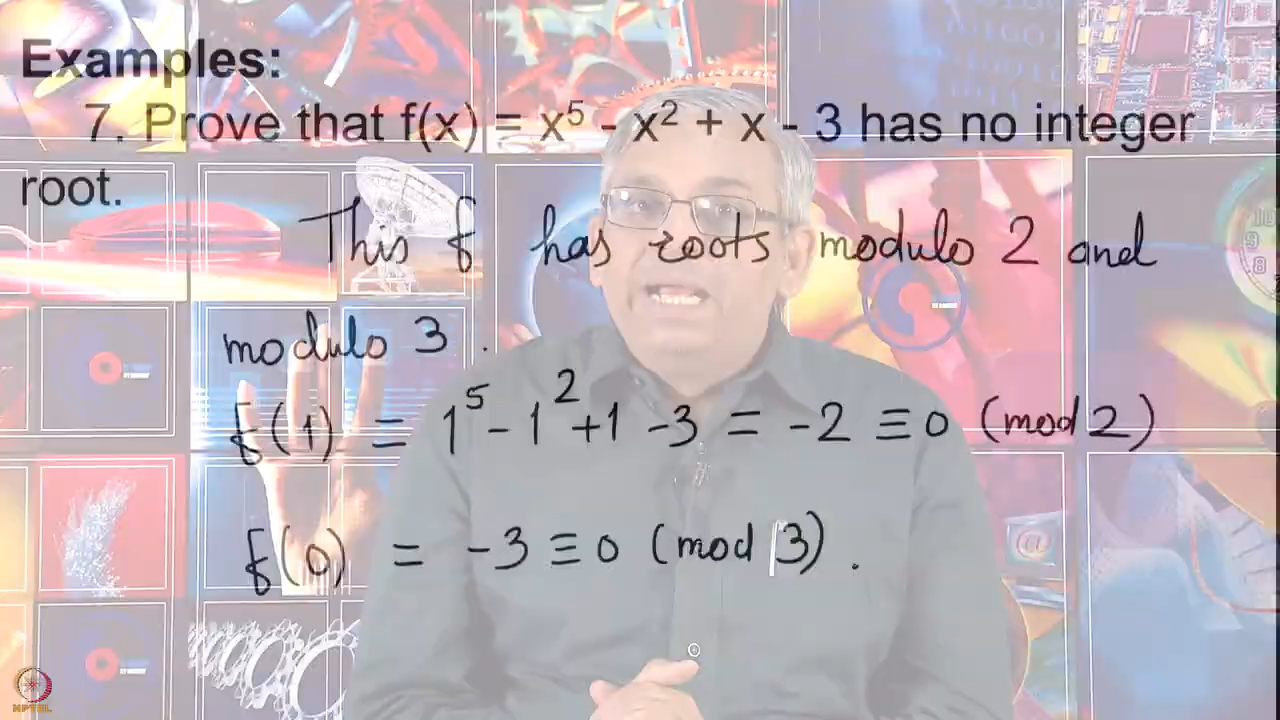 Examples:
7. Prove that f(x) = x⁵ - x² + x - 3 has no integer
root.
This f has roots modulo 2 and
modulo 3.
f(1) = 1⁵ - 1² + 1 - 3 = -2 ≡ 0 (mod 2)
f(0) = -3 ≡ 0 (mod 3).
NPTEL